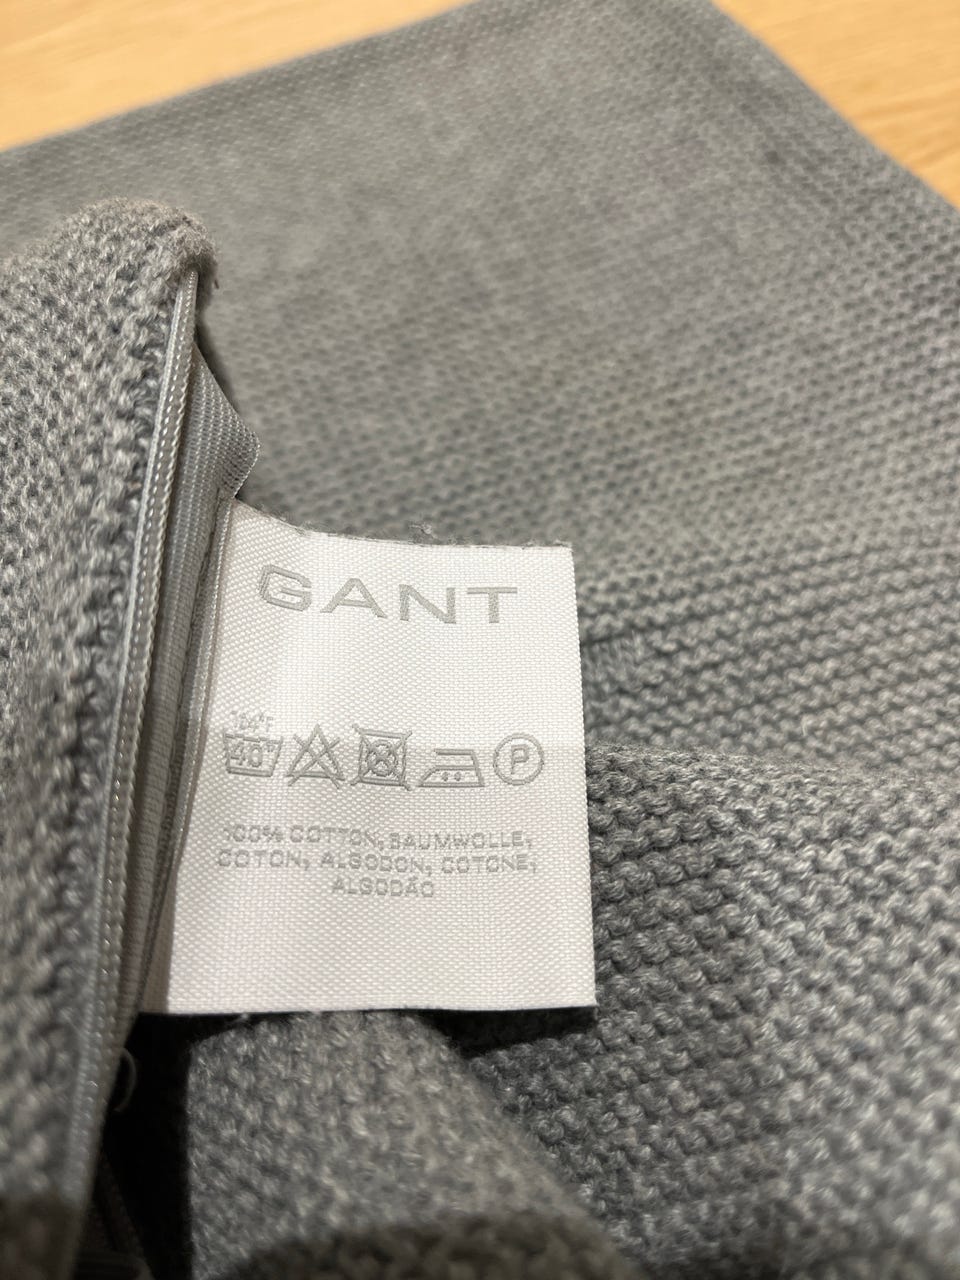 GANT
104°F
40° P
100% COTTON, BAUMWOLLE,
COTON, ALGODON, COTONE,
ALGODÃO